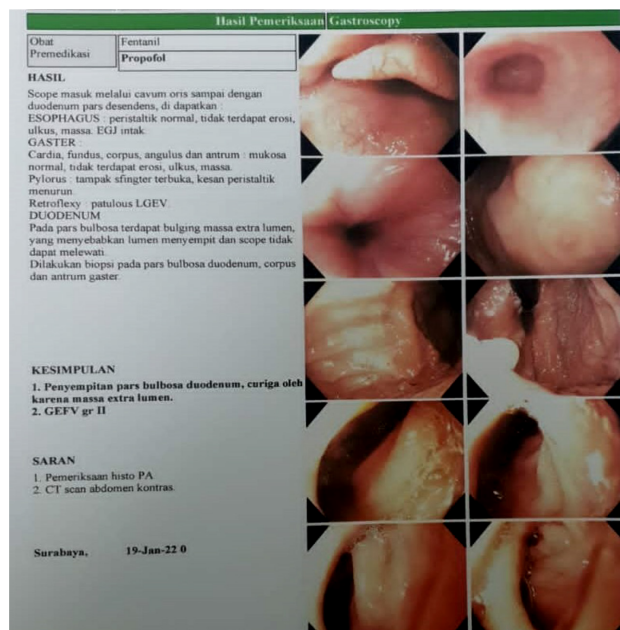 Hasil Pemeriksaan Gastroscopy
Obat Premedikasi
Fentanil
Propofol
HASIL
Scope masuk melalui cavum oris sampai dengan
duodenum pars desendens, di dapatkan :
ESOPHAGUS : peristaltik normal, tidak terdapat erosi,
ulkus, massa. EGJ intak
GASTER :
Cardia, fundus, corpus, angulus dan antrum : mukosa
normal, tidak terdapat erosi, ulkus, massa.
Pylorus : tampak sfingter terbuka, kesan peristaltik
menurun.
Retroflexy : patulous LGEV.
DUODENUM
Pada pars bulbosa terdapat bulging massa extra lumen,
yang menyebabkan lumen menyempit dan scope tidak
dapat melewati.
Dilakukan biopsi pada pars bulbosa duodenum, corpus
dan antrum gaster.
KESIMPULAN
1. Penyempitan pars bulbosa duodenum, curiga oleh
karena massa extra lumen.
2. GEFV gr II
SARAN
1. Pemeriksaan histo PA
2. CT scan abdomen kontras.
Surabaya, 19-Jan-22 0